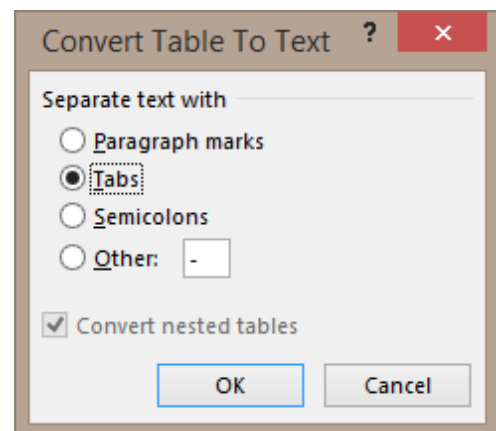 Convert Table To Text ? ×
Separate text with
Paragraph marks
Tabs
Semicolons
Other: -
Convert nested tables
OK Cancel